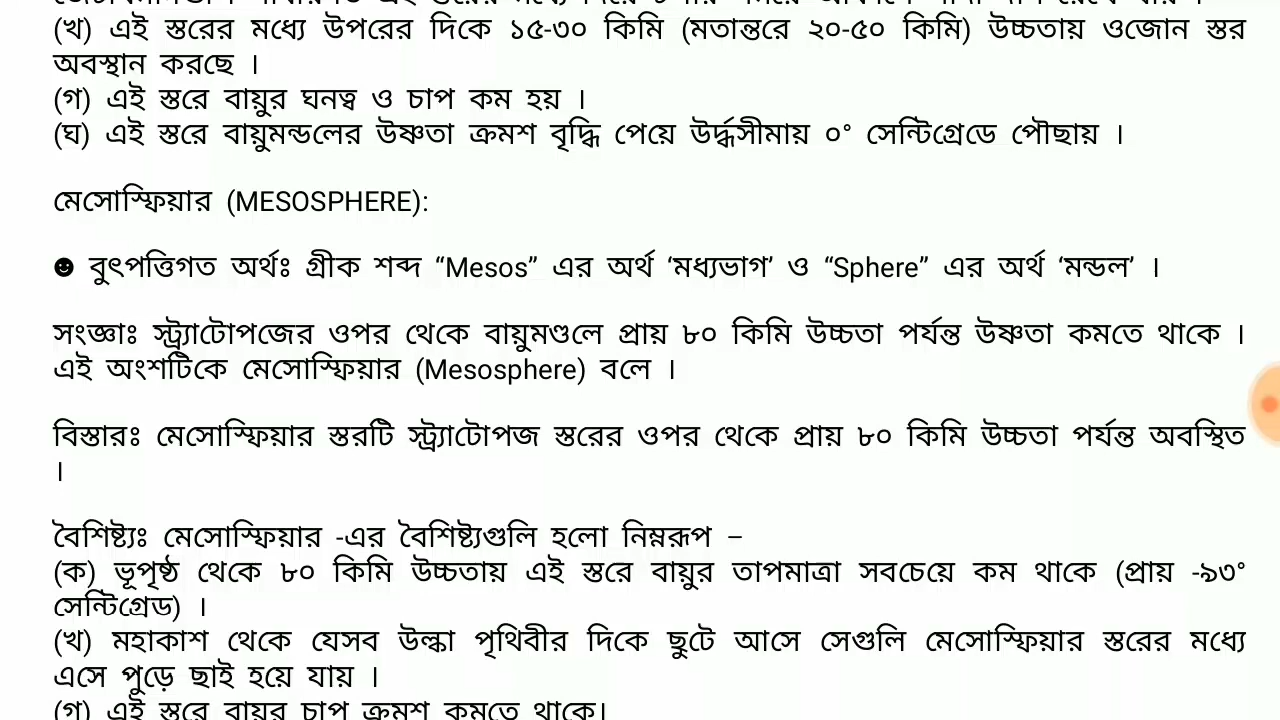 (খ) এই স্তরের মধ্যে উপরের দিকে ১৫-৩০ কিমি (মতান্তরে ২০-৫০ কিমি) উচ্চতায় ওজোন স্তর
অবস্থান করছে ।
(গ) এই স্তরে বায়ুর ঘনত্ব ও চাপ কম হয় ।
(ঘ) এই স্তরে বায়ুমন্ডলের উষ্ণতা ক্রমশ বৃদ্ধি পেয়ে উর্দ্ধসীমায় ০° সেন্টিগ্রেডে পৌছায় ।
মেসোস্ফিয়ার (MESOSPHERE):
☻ বুৎপত্তিগত অর্থঃ গ্রীক শব্দ “Mesos” এর অর্থ ‘মধ্যভাগ’ ও “Sphere” এর অর্থ ‘মন্ডল’ ।
সংজ্ঞাঃ স্ট্র্যাটোপজের ওপর থেকে বায়ুমণ্ডলে প্রায় ৮০ কিমি উচ্চতা পর্যন্ত উষ্ণতা কমতে থাকে ।
এই অংশটিকে মেসোস্ফিয়ার (Mesosphere) বলে ।
বিস্তারঃ মেসোস্ফিয়ার স্তরটি স্ট্র্যাটোপজ স্তরের ওপর থেকে প্রায় ৮০ কিমি উচ্চতা পর্যন্ত অবস্থিত
।
বৈশিষ্ট্যঃ মেসোস্ফিয়ার -এর বৈশিষ্ট্যগুলি হলো নিম্নরূপ –
(ক) ভূপৃষ্ঠ থেকে ৮০ কিমি উচ্চতায় এই স্তরে বায়ুর তাপমাত্রা সবচেয়ে কম থাকে (প্রায় -৯৩°
সেন্টিগ্রেড) ।
(খ) মহাকাশ থেকে যেসব উল্কা পৃথিবীর দিকে ছুটে আসে সেগুলি মেসোস্ফিয়ার স্তরের মধ্যে
এসে পুড়ে ছাই হয়ে যায় ।
(গ) এই স্তরে বায়ুর চাপ ক্রমশ কমতে থাকে।